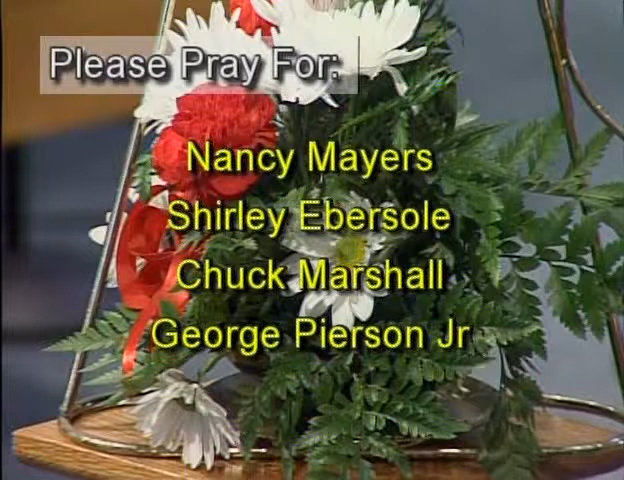 Please Pray For:
Nancy Mayers
Shirley Ebersole
Chuck Marshall
George Pierson Jr